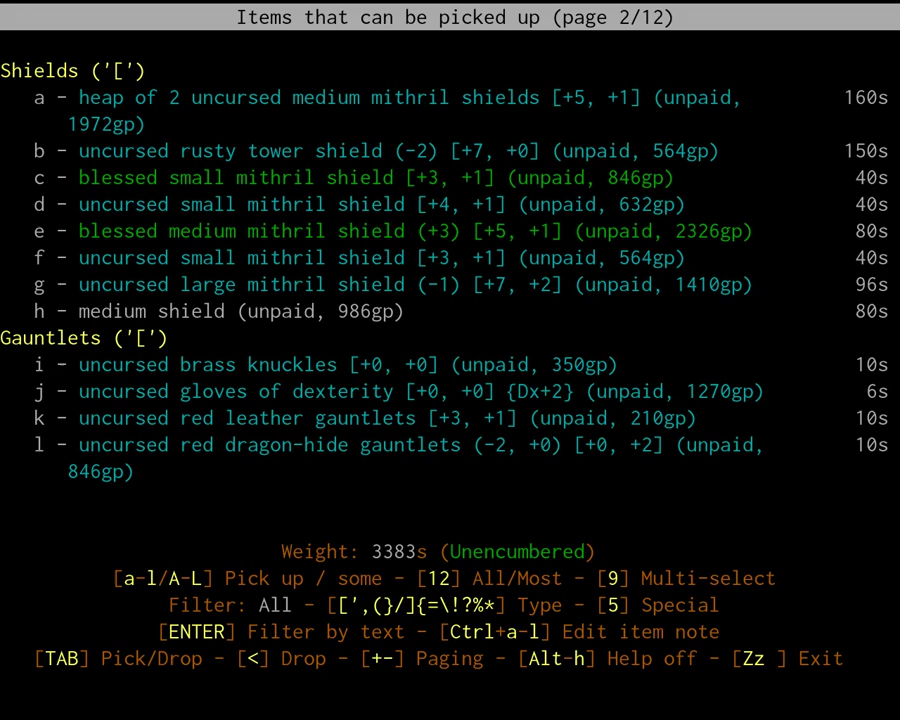 Items that can be picked up (page 2/12)
Shields ('[')
a - heap of 2 uncursed medium mithril shields [+5, +1] (unpaid, 160s
1972gp)
b - uncursed rusty tower shield (-2) [+7, +0] (unpaid, 564gp) 150s
c - blessed small mithril shield [+3, +1] (unpaid, 846gp) 40s
d - uncursed small mithril shield [+4, +1] (unpaid, 632gp) 40s
e - blessed medium mithril shield (+3) [+5, +1] (unpaid, 2326gp) 80s
f - uncursed small mithril shield [+3, +1] (unpaid, 564gp) 40s
g - uncursed large mithril shield (-1) [+7, +2] (unpaid, 1410gp) 96s
h - medium shield (unpaid, 986gp) 80s
Gauntlets ('[')
i - uncursed brass knuckles [+0, +0] (unpaid, 350gp) 10s
j - uncursed gloves of dexterity [+0, +0] {Dx+2} (unpaid, 1270gp) 6s
k - uncursed red leather gauntlets [+3, +1] (unpaid, 210gp) 10s
l - uncursed red dragon-hide gauntlets (-2, +0) [+0, +2] (unpaid, 10s
846gp)
Weight: 3383s (Unencumbered)
[a-l/A-L] Pick up / some - [12] All/Most - [9] Multi-select
Filter: All - [[',(}/]{=\!?%*] Type - [5] Special
[ENTER] Filter by text - [Ctrl+a-l] Edit item note
[TAB] Pick/Drop - [<] Drop - [+-] Paging - [Alt-h] Help off - [Zz ] Exit